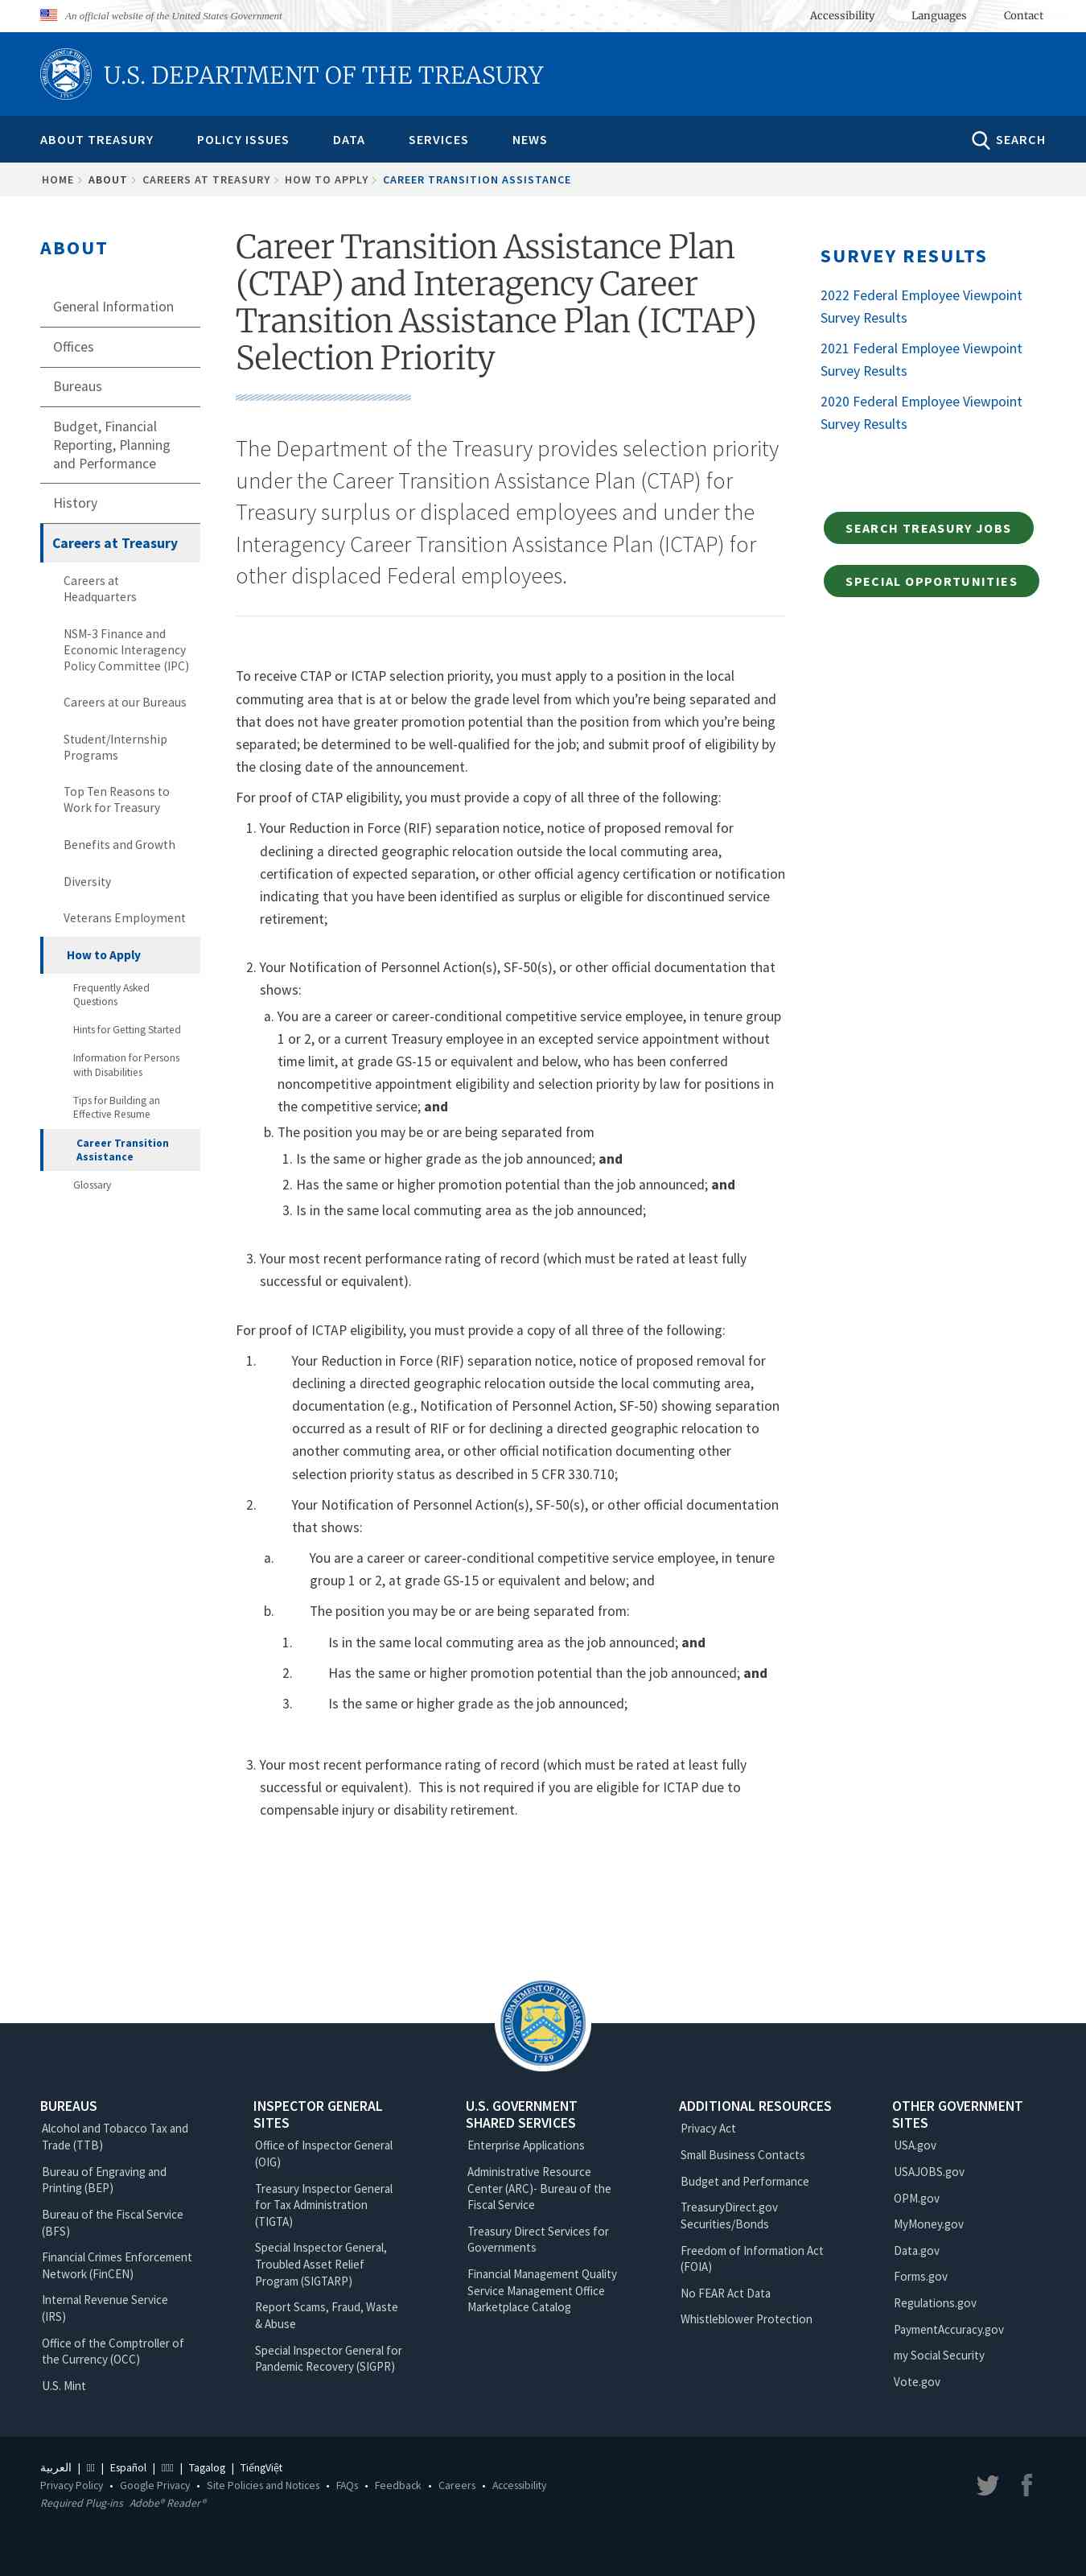 An official website of the United States Government
Accessibility
Languages
Contact
U.S. DEPARTMENT OF THE TREASURY
ABOUT TREASURY
POLICY ISSUES
DATA
SERVICES
NEWS
SEARCH
HOME
ABOUT
CAREERS AT TREASURY
HOW TO APPLY
CAREER TRANSITION ASSISTANCE
ABOUT
General Information
Offices
Bureaus
Budget, Financial
Reporting, Planning
and Performance
History
Careers at Treasury
Careers at
Headquarters
NSM-3 Finance and
Economic Interagency
Policy Committee (IPC)
Careers at our Bureaus
Student/Internship
Programs
Top Ten Reasons to
Work for Treasury
Benefits and Growth
Diversity
Veterans Employment
How to Apply
Frequently Asked
Questions
Hints for Getting Started
Information for Persons
with Disabilities
Tips for Building an
Effective Resume
Career Transition
Assistance
Glossary
Career Transition Assistance Plan
(CTAP) and Interagency Career
Transition Assistance Plan (ICTAP)
Selection Priority
The Department of the Treasury provides selection priority
under the Career Transition Assistance Plan (CTAP) for
Treasury surplus or displaced employees and under the
Interagency Career Transition Assistance Plan (ICTAP) for
other displaced Federal employees.
To receive CTAP or ICTAP selection priority, you must apply to a position in the local
commuting area that is at or below the grade level from which you’re being separated and
that does not have greater promotion potential than the position from which you’re being
separated; be determined to be well-qualified for the job; and submit proof of eligibility by
the closing date of the announcement.
For proof of CTAP eligibility, you must provide a copy of all three of the following:
1. Your Reduction in Force (RIF) separation notice, notice of proposed removal for
declining a directed geographic relocation outside the local commuting area,
certification of expected separation, or other official agency certification or notification
indicating that you have been identified as surplus or eligible for discontinued service
retirement;
2. Your Notification of Personnel Action(s), SF-50(s), or other official documentation that
shows:
a. You are a career or career-conditional competitive service employee, in tenure group
1 or 2, or a current Treasury employee in an excepted service appointment without
time limit, at grade GS-15 or equivalent and below, who has been conferred
noncompetitive appointment eligibility and selection priority by law for positions in
the competitive service; and
b. The position you may be or are being separated from
1. Is the same or higher grade as the job announced; and
2. Has the same or higher promotion potential than the job announced; and
3. Is in the same local commuting area as the job announced;
3. Your most recent performance rating of record (which must be rated at least fully
successful or equivalent).
For proof of ICTAP eligibility, you must provide a copy of all three of the following:
1. Your Reduction in Force (RIF) separation notice, notice of proposed removal for
declining a directed geographic relocation outside the local commuting area,
documentation (e.g., Notification of Personnel Action, SF-50) showing separation
occurred as a result of RIF or for declining a directed geographic relocation to
another commuting area, or other official notification documenting other
selection priority status as described in 5 CFR 330.710;
2. Your Notification of Personnel Action(s), SF-50(s), or other official documentation
that shows:
a. You are a career or career-conditional competitive service employee, in tenure
group 1 or 2, at grade GS-15 or equivalent and below; and
b. The position you may be or are being separated from:
1. Is in the same local commuting area as the job announced; and
2. Has the same or higher promotion potential than the job announced; and
3. Is the same or higher grade as the job announced;
3. Your most recent performance rating of record (which must be rated at least fully
successful or equivalent).  This is not required if you are eligible for ICTAP due to
compensable injury or disability retirement.
SURVEY RESULTS
2022 Federal Employee Viewpoint
Survey Results
2021 Federal Employee Viewpoint
Survey Results
2020 Federal Employee Viewpoint
Survey Results
SEARCH TREASURY JOBS
SPECIAL OPPORTUNITIES
THE DEPARTMENT OF THE TREASURY
1789
BUREAUS
Alcohol and Tobacco Tax and
Trade (TTB)
Bureau of Engraving and
Printing (BEP)
Bureau of the Fiscal Service
(BFS)
Financial Crimes Enforcement
Network (FinCEN)
Internal Revenue Service
(IRS)
Office of the Comptroller of
the Currency (OCC)
U.S. Mint
INSPECTOR GENERAL
SITES
Office of Inspector General
(OIG)
Treasury Inspector General
for Tax Administration
(TIGTA)
Special Inspector General,
Troubled Asset Relief
Program (SIGTARP)
Report Scams, Fraud, Waste
& Abuse
Special Inspector General for
Pandemic Recovery (SIGPR)
U.S. GOVERNMENT
SHARED SERVICES
Enterprise Applications
Administrative Resource
Center (ARC)- Bureau of the
Fiscal Service
Treasury Direct Services for
Governments
Financial Management Quality
Service Management Office
Marketplace Catalog
ADDITIONAL RESOURCES
Privacy Act
Small Business Contacts
Budget and Performance
TreasuryDirect.gov
Securities/Bonds
Freedom of Information Act
(FOIA)
No FEAR Act Data
Whistleblower Protection
OTHER GOVERNMENT
SITES
USA.gov
USAJOBS.gov
OPM.gov
MyMoney.gov
Data.gov
Forms.gov
Regulations.gov
PaymentAccuracy.gov
my Social Security
Vote.gov
العربية | | Español | | Tagalog | TiếngViệt
Privacy Policy • Google Privacy • Site Policies and Notices • FAQs • Feedback • Careers • Accessibility
Required Plug-ins Adobe® Reader®